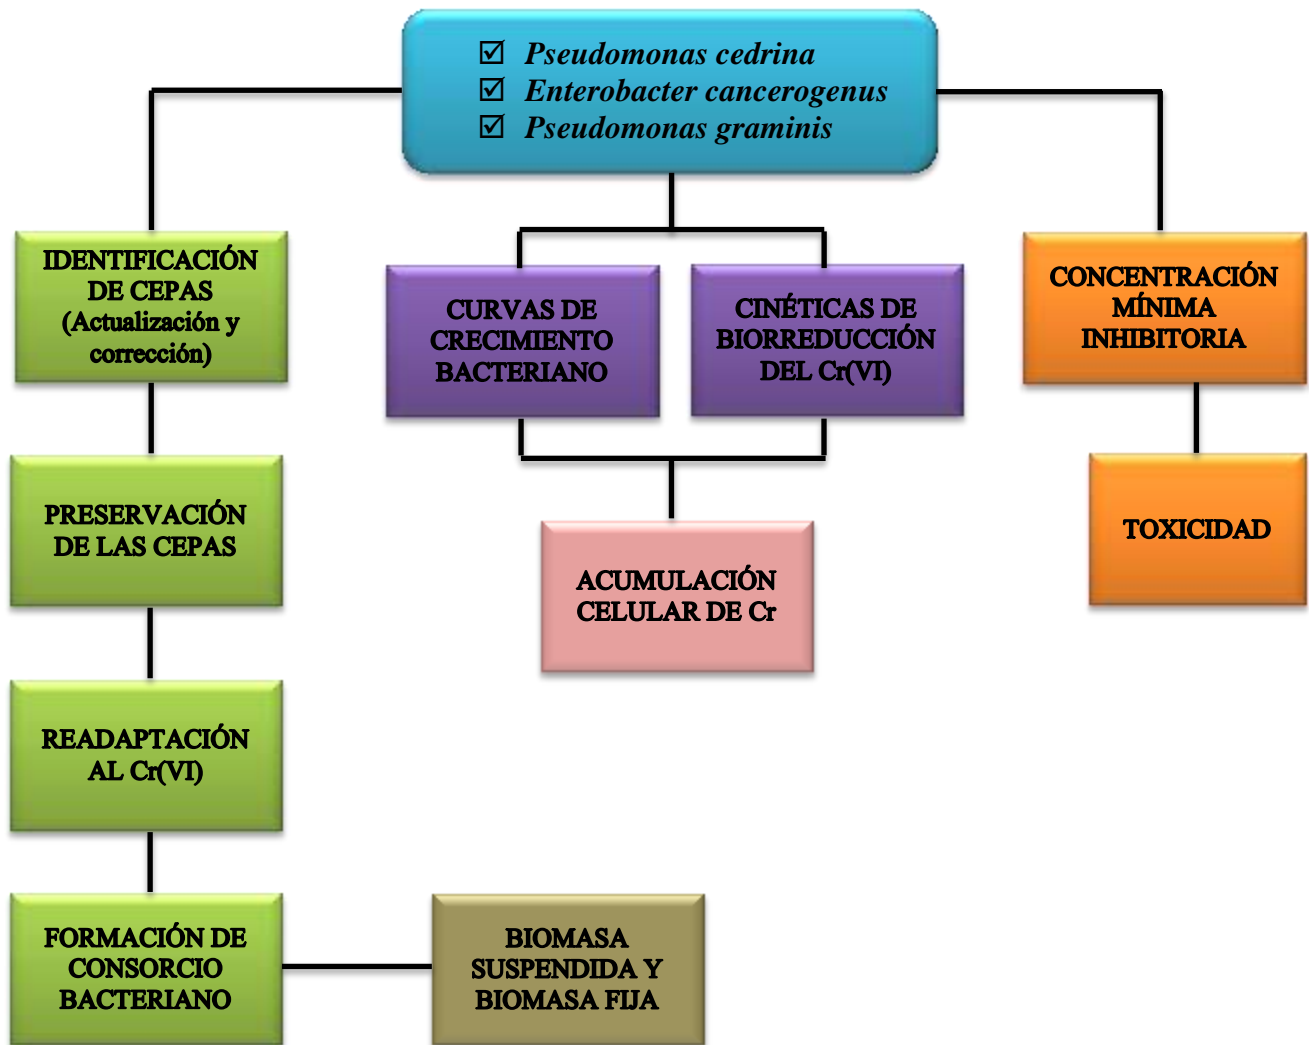 ☑ Pseudomonas cedrina
☑ Enterobacter cancerogenus
☑ Pseudomonas graminis
IDENTIFICACIÓN
DE CEPAS
(Actualización y
corrección)
CURVAS DE
CRECIMIENTO
BACTERIANO
CINÉTICAS DE
BIORREDUCCIÓN
DEL Cr(VI)
CONCENTRACIÓN
MÍNIMA
INHIBITORIA
PRESERVACIÓN
DE LAS CEPAS
TOXICIDAD
ACUMULACIÓN
CELULAR DE Cr
READAPTACIÓN
AL Cr(VI)
FORMACIÓN DE
CONSORCIO
BACTERIANO
BIOMASA
SUSPENDIDA Y
BIOMASA FIJA